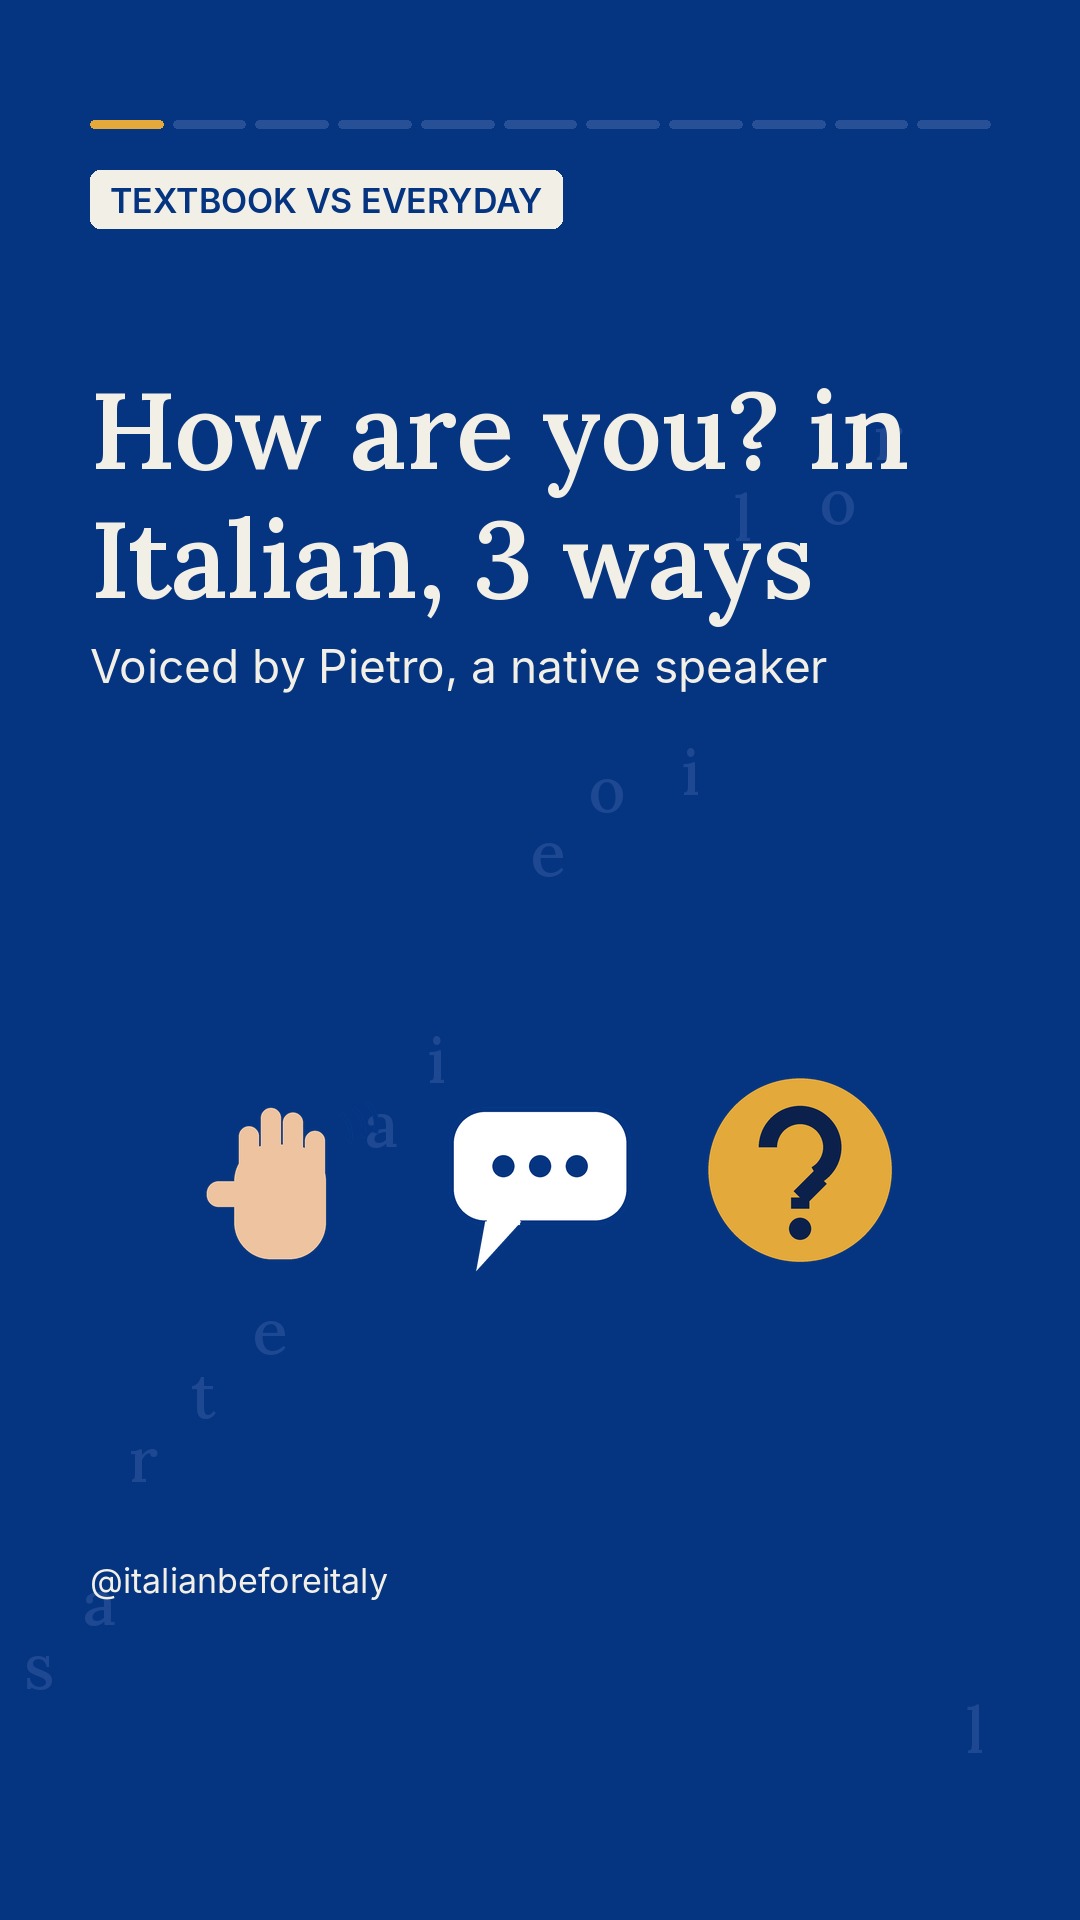 TEXTBOOK VS EVERYDAY
How are you? in
Italian, 3 ways
Voiced by Pietro, a native speaker
l o
o i
e
i
a
?
e
t
r
@italianbeforeitaly
a
s
l